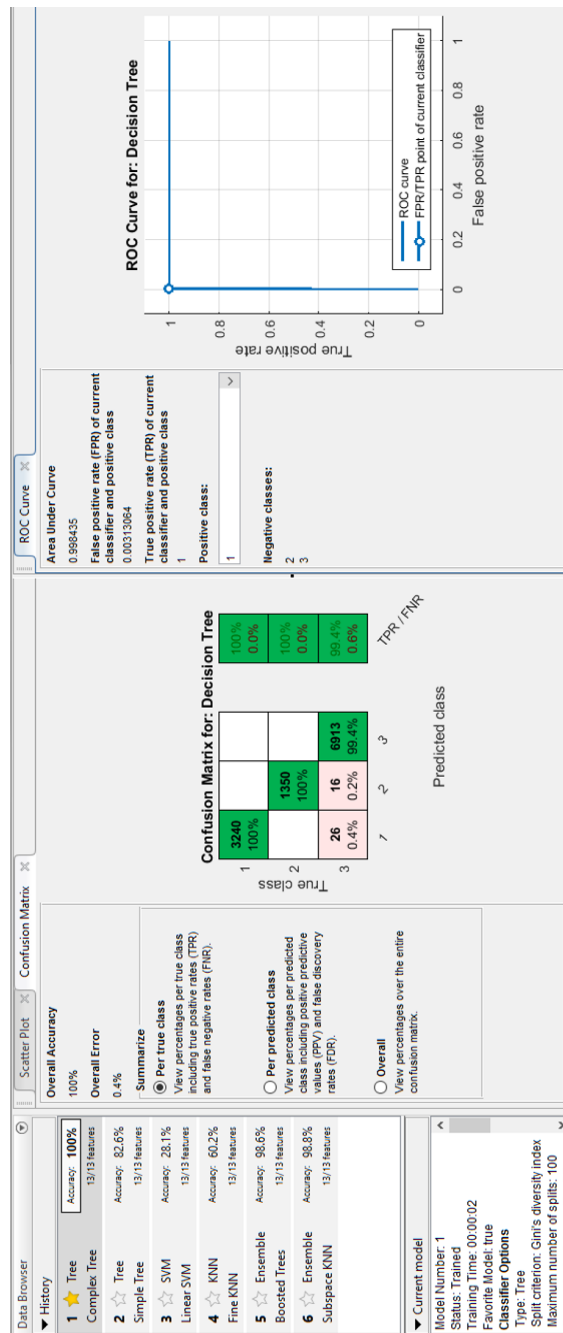 Data Browser
▼ History
1 Tree Accuracy: 100%
Complex Tree 13/13 features
2 Tree Accuracy: 82.6%
Simple Tree 13/13 features
3 SVM Accuracy: 28.1%
Linear SVM 13/13 features
4 KNN Accuracy: 60.2%
Fine KNN 13/13 features
5 Ensemble Accuracy: 98.6%
Boosted Trees 13/13 features
6 Ensemble Accuracy: 98.8%
Subspace KNN 13/13 features
▼ Current model
Model Number: 1
Status: Trained
Training Time: 00:00:02
Favorite Model: true
Classifier Options
Type: Tree
Split criterion: Gini's diversity index
Maximum number of splits: 100
Scatter Plot
Confusion Matrix
Overall Accuracy
100%
Overall Error
0.4%
Summarize
Per true class
View percentages per true class
including true positive rates (TPR)
and false negative rates (FNR).
Per predicted class
View percentages per predicted
class including positive predictive
values (PPV) and false discovery
rates (FDR).
Overall
View percentages over the entire
confusion matrix.
Confusion Matrix for: Decision Tree
True class
1 3240 100%
100% 0.0%
2 1350 100%
100% 0.0%
3 26 16 6913
0.4% 0.2% 99.4%
99.4% 0.6%
1 2 3 TPR / FNR
Predicted class
ROC Curve
Area Under Curve
0.998435
False positive rate (FPR) of current
classifier and positive class
0.00313064
True positive rate (TPR) of current
classifier and positive class
1
Positive class:
1
Negative classes:
2
3
ROC Curve for: Decision Tree
True positive rate
1
0.8
0.6
0.4
0.2
0
ROC curve
FPR/TPR point of current classifier
0 0.2 0.4 0.6 0.8 1
False positive rate